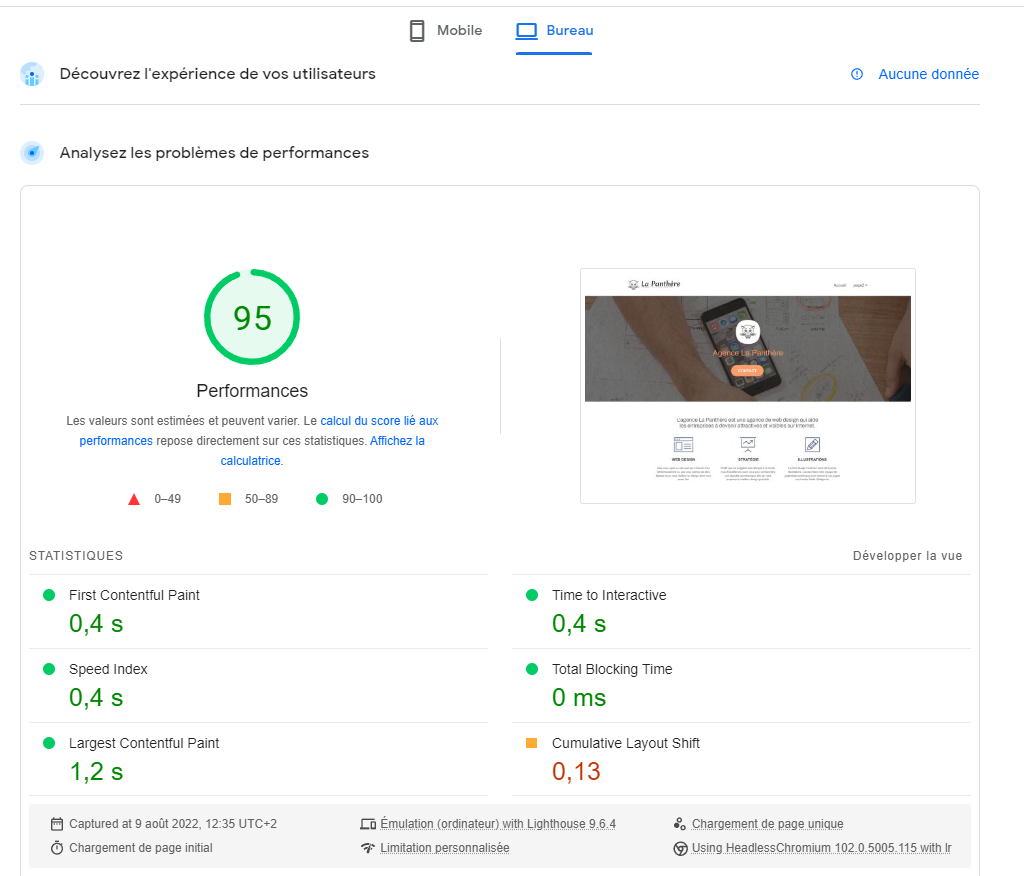 Mobile
Bureau
Découvrez l'expérience de vos utilisateurs
Aucune donnée
Analysez les problèmes de performances
95
Performances
Les valeurs sont estimées et peuvent varier. Le calcul du score lié aux
performances repose directement sur ces statistiques. Affichez la
calculatrice.
0–49
50–89
90–100
La Panthère
Accueil
page2
Agence La Panthère
CONTACT
L'agence La Panthère est une agence de web design qui aide
les entreprises à devenir attractives et visibles sur Internet.
WEB DESIGN
STRATÉGIE
ILLUSTRATIONS
STATISTIQUES
Développer la vue
First Contentful Paint
0,4 s
Time to Interactive
0,4 s
Speed Index
0,4 s
Total Blocking Time
0 ms
Largest Contentful Paint
1,2 s
Cumulative Layout Shift
0,13
Captured at 9 août 2022, 12:35 UTC+2
Émulation (ordinateur) with Lighthouse 9.6.4
Chargement de page unique
Chargement de page initial
Limitation personnalisée
Using HeadlessChromium 102.0.5005.115 with lr